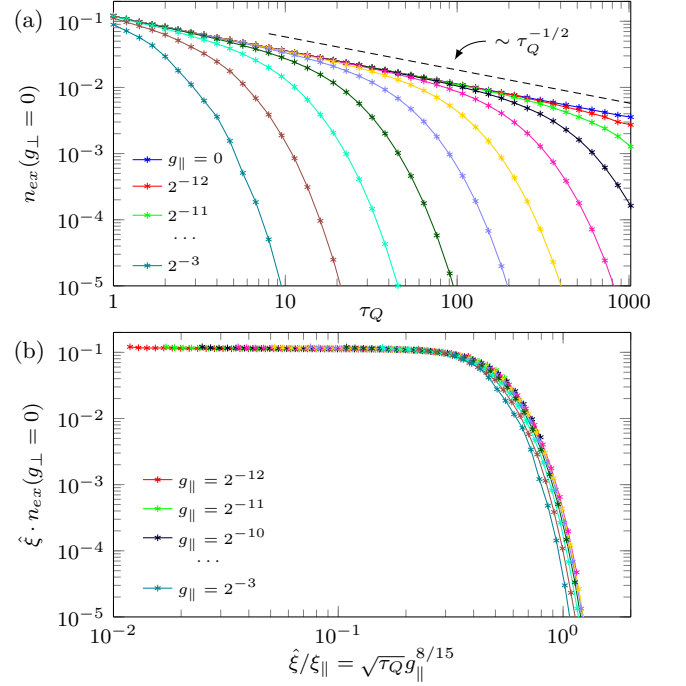 (a)
10^{-1}
10^{-2}
10^{-3}
10^{-4}
10^{-5}
n_{ex}(g_⊥ = 0)
∼ τ_Q^{-1/2}
g_∥ = 0
2^{-12}
2^{-11}
...
2^{-3}
1 10 100 1000
τ_Q
(b)
10^{-1}
10^{-2}
10^{-3}
10^{-4}
10^{-5}
ξ̂ · n_{ex}(g_⊥ = 0)
g_∥ = 2^{-12}
g_∥ = 2^{-11}
g_∥ = 2^{-10}
...
g_∥ = 2^{-3}
10^{-2} 10^{-1} 10^{0}
ξ̂/ξ_∥ = √τ_Q g_∥^{8/15}